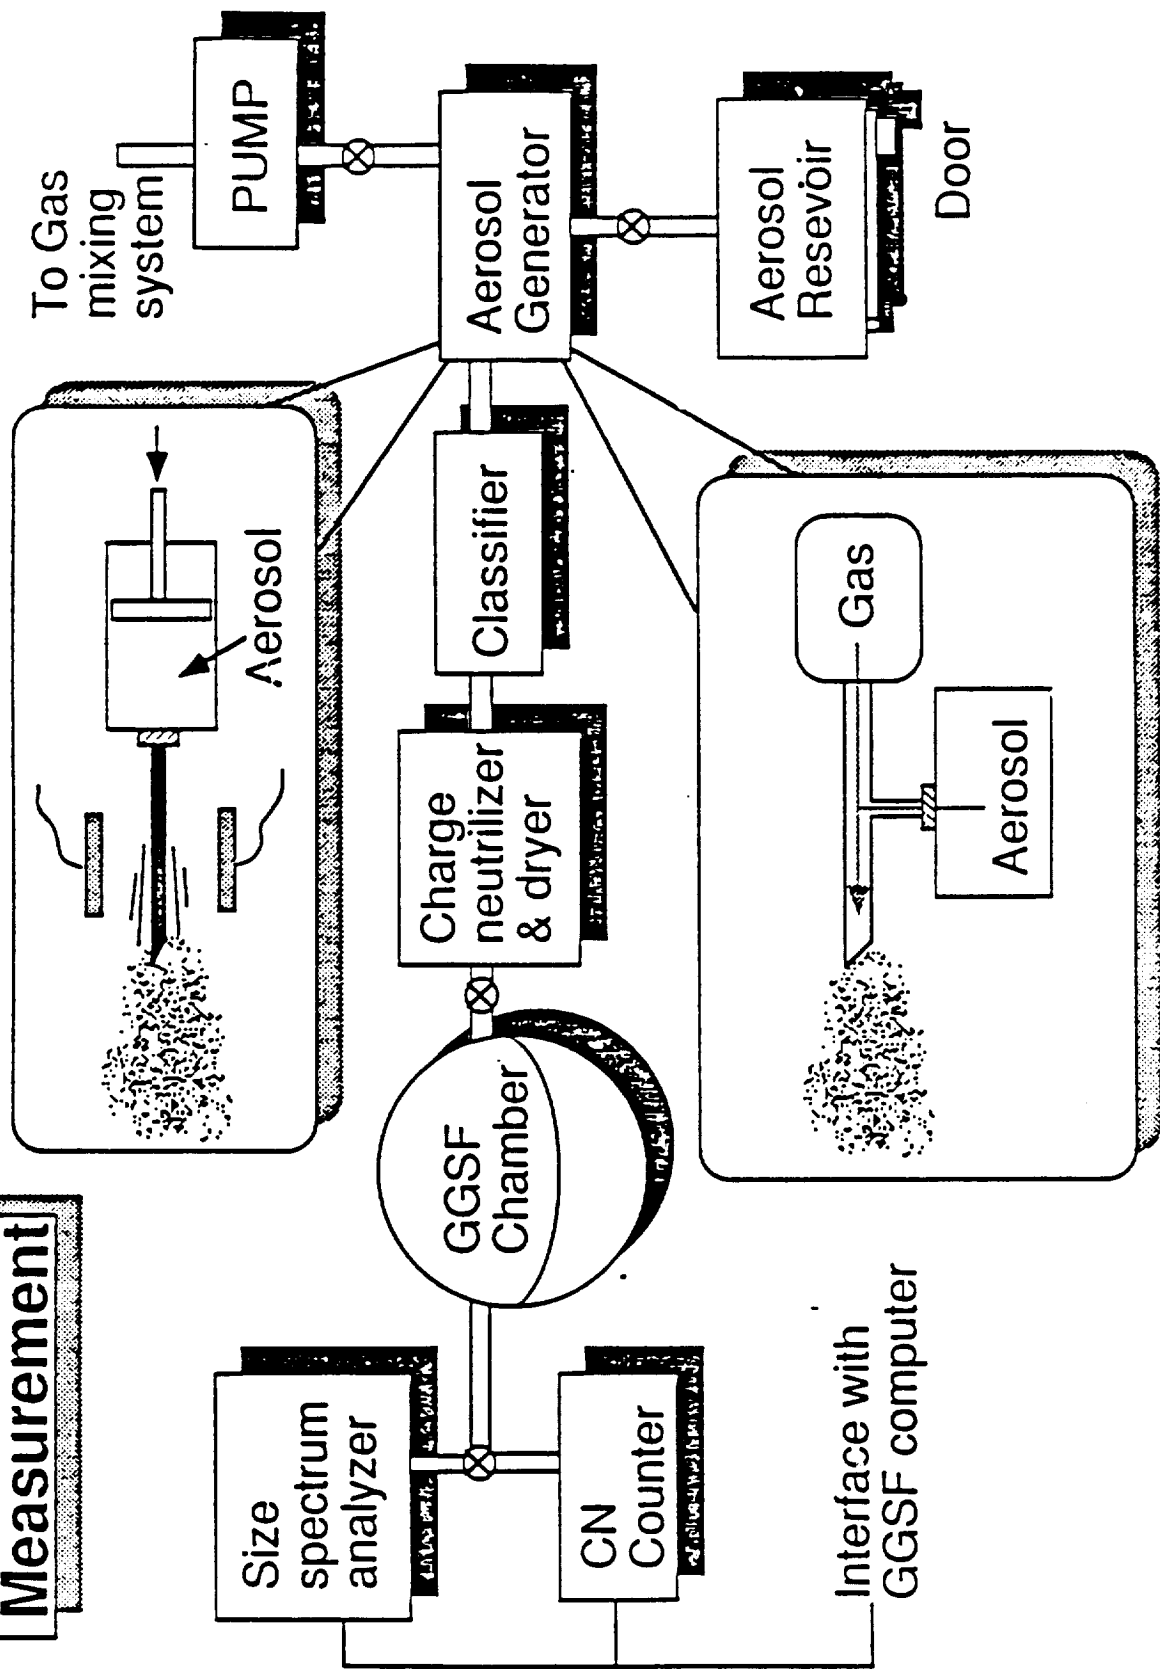 Measurement
To Gas
mixing
system
PUMP
Aerosol
Size
spectrum
analyzer
GGSF
Chamber
Charge
neutrilizer
& dryer
Classifier
Aerosol
Generator
CN
Counter
Aerosol
Resevoir
Gas
Aerosol
Interface with
GGSF computer
Door